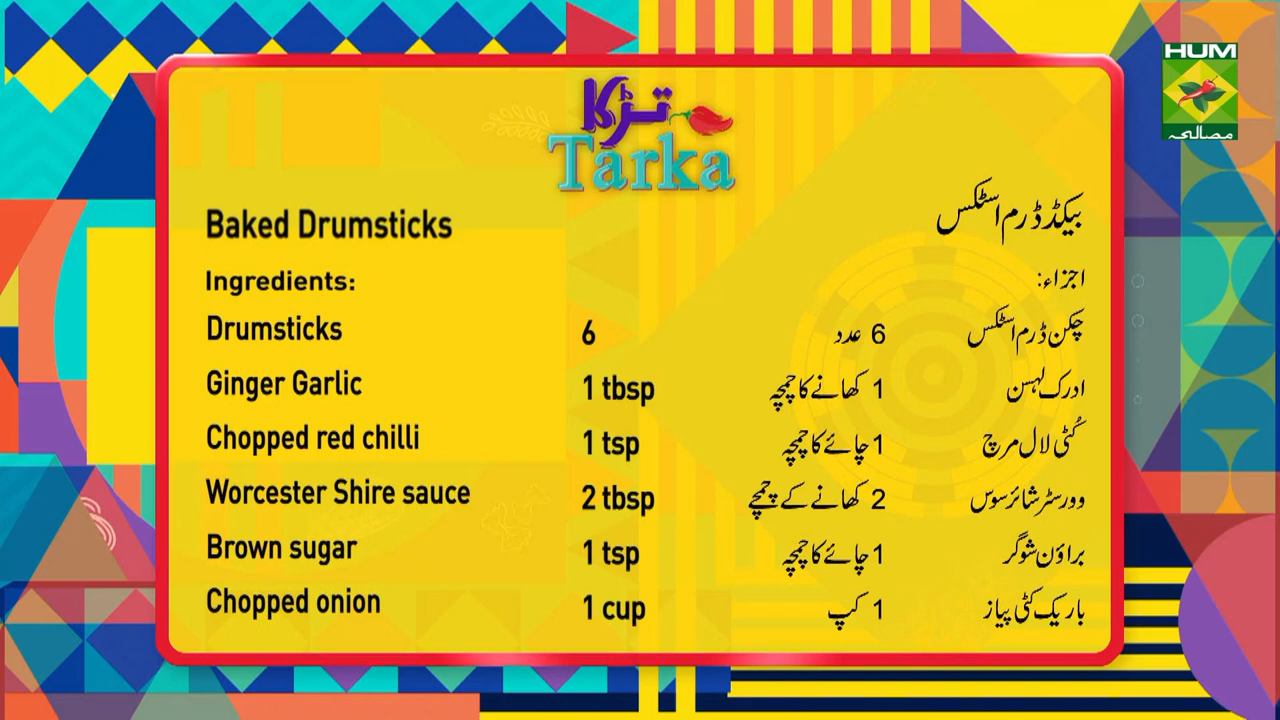 HUM
مصالحہ
تڑکا
Tarka
Baked Drumsticks بیکڈ ڈرم اسٹکس
Ingredients: اجزاء:
Drumsticks 6 چکن ڈرم اسٹکس 6 عدد
Ginger Garlic 1 tbsp ادرک لہسن 1 کھانے کا چمچہ
Chopped red chilli 1 tsp کُٹی لال مرچ 1 چائے کا چمچہ
Worcester Shire sauce 2 tbsp وورسٹر شائر سوس 2 کھانے کے چمچے
Brown sugar 1 tsp براؤن شوگر 1 چائے کا چمچہ
Chopped onion 1 cup باریک کٹی پیاز 1 کپ